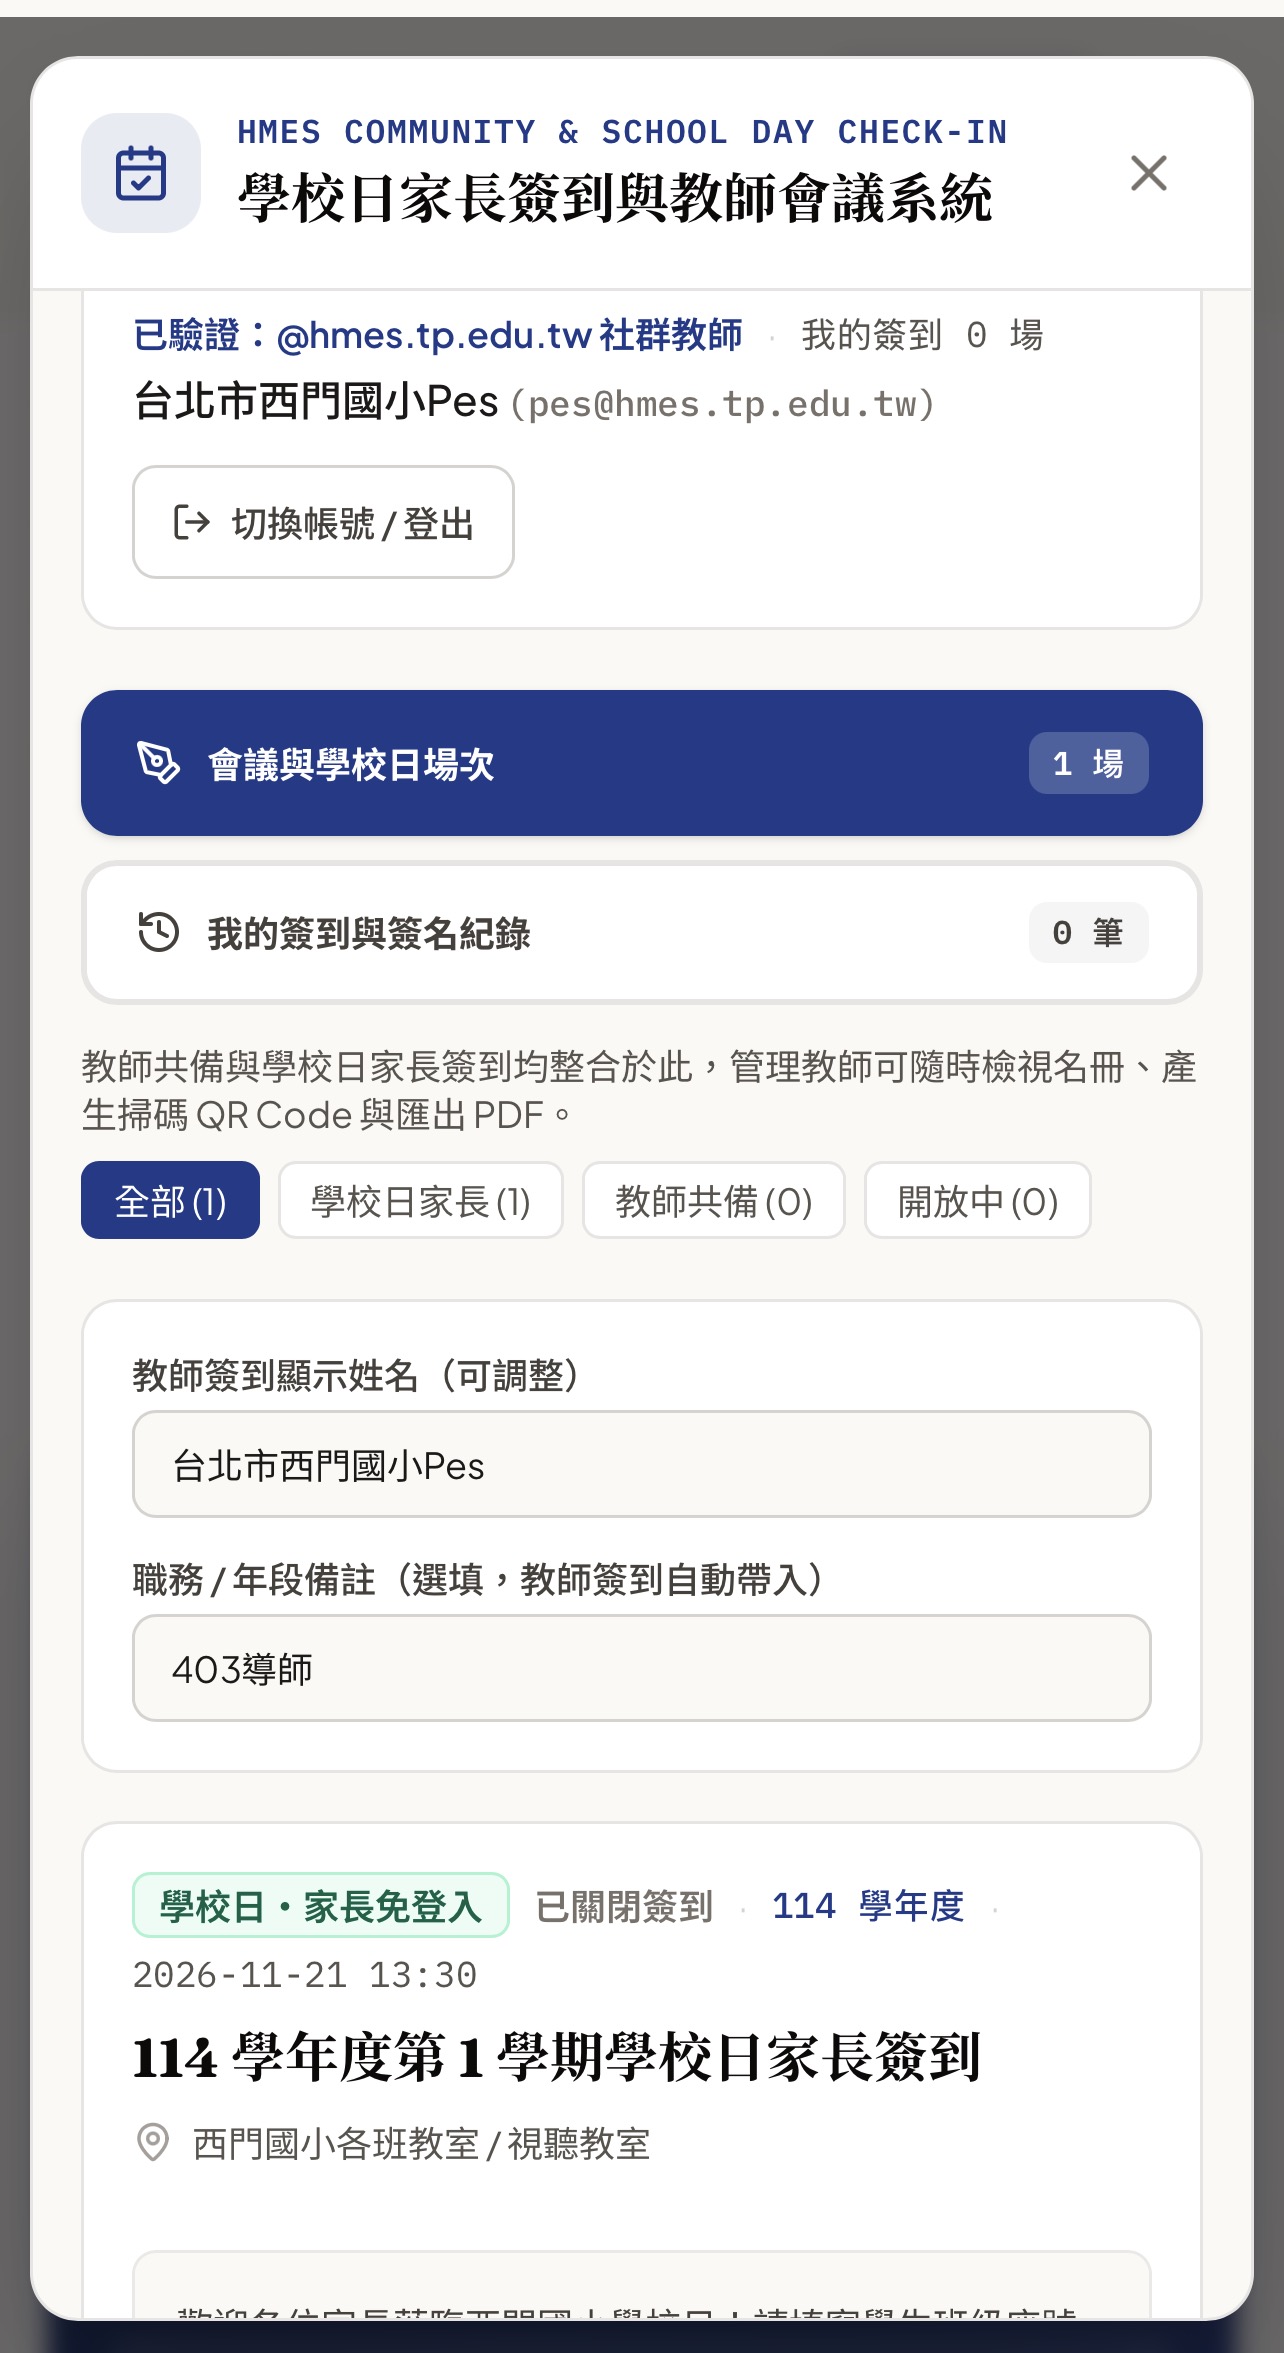 HMES COMMUNITY & SCHOOL DAY CHECK-IN
學校日家長簽到與教師會議系統
已驗證：@hmes.tp.edu.tw 社群教師 · 我的簽到 0 場
台北市西門國小Pes (pes@hmes.tp.edu.tw)
切換帳號 / 登出
會議與學校日場次 1 場
我的簽到與簽名紀錄 0 筆
教師共備與學校日家長簽到均整合於此，管理教師可隨時檢視名冊、產
生掃碼 QR Code 與匯出 PDF。
全部 (1) 學校日家長 (1) 教師共備 (0) 開放中 (0)
教師簽到顯示姓名（可調整）
台北市西門國小Pes
職務 / 年段備註（選填，教師簽到自動帶入）
403導師
學校日・家長免登入 已關閉簽到 · 114 學年度 ·
2026-11-21 13:30
114 學年度第 1 學期學校日家長簽到
西門國小各班教室 / 視聽教室